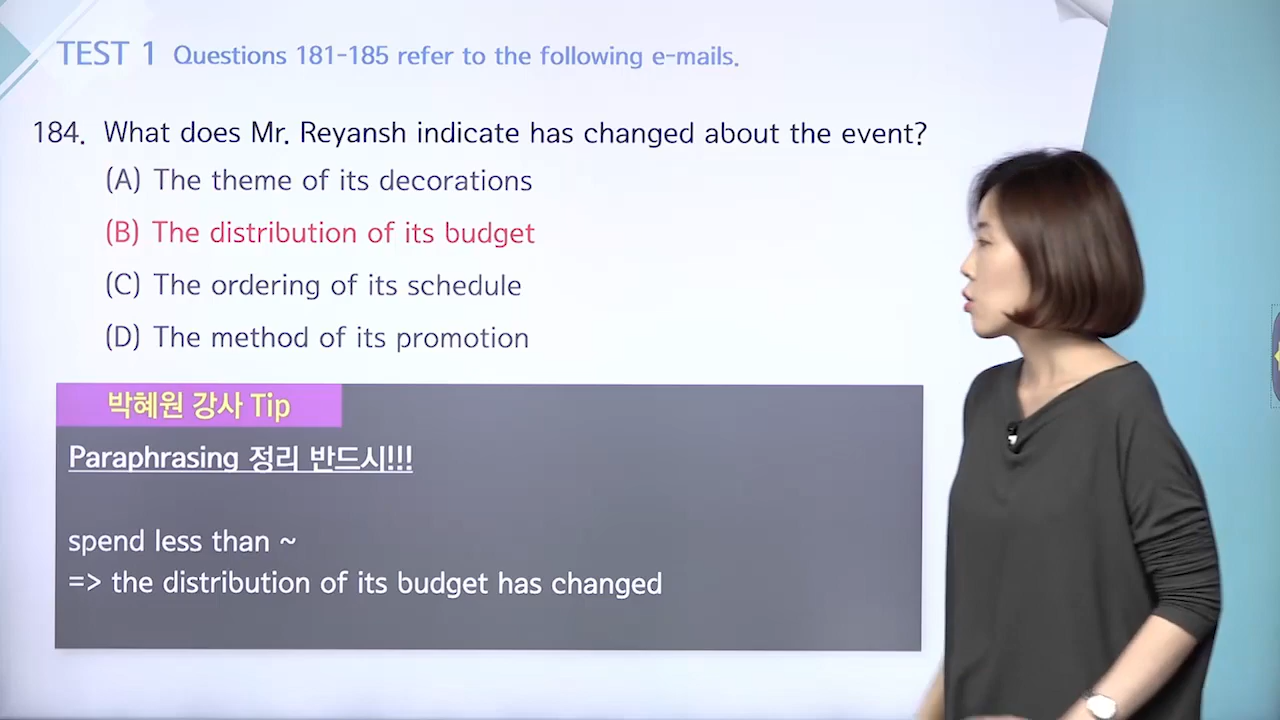 TEST 1 Questions 181-185 refer to the following e-mails.
184. What does Mr. Reyansh indicate has changed about the event?
(A) The theme of its decorations
(B) The distribution of its budget
(C) The ordering of its schedule
(D) The method of its promotion
박혜원 강사 Tip
Paraphrasing 정리 반드시!!!
spend less than ~
=> the distribution of its budget has changed